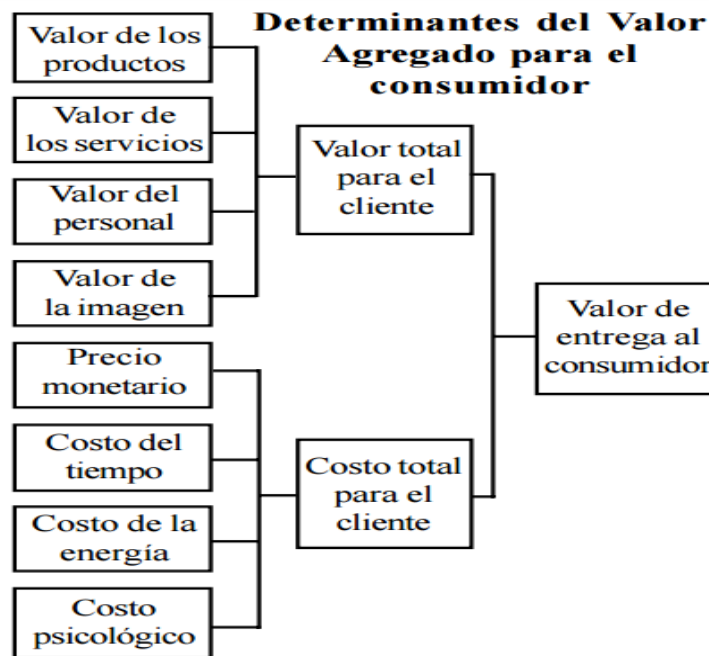 Determinantes del Valor
Agregado para el
consumidor
Valor de los
productos
Valor de
los servicios
Valor del
personal
Valor de
la imagen
Precio
monetario
Costo del
tiempo
Costo de la
energía
Costo
psicológico
Valor total
para el
cliente
Costo total
para el
cliente
Valor de
entrega al
consumidor